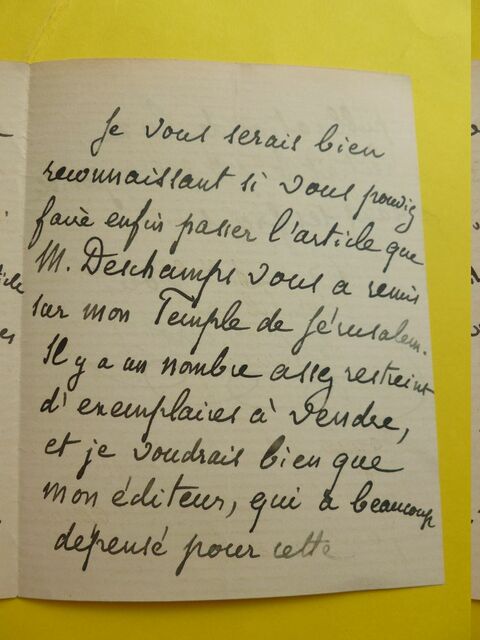 Je vous serais bien
reconnaissant si vous pouviez
faire enfin passer l'article que
M. Deschamps vous a remis
sur mon Temple de Jérusalem.
Il y a un nombre assez restreint
d'exemplaires à vendre,
et je voudrais bien que
mon éditeur, qui a beaucoup
dépensé pour cette